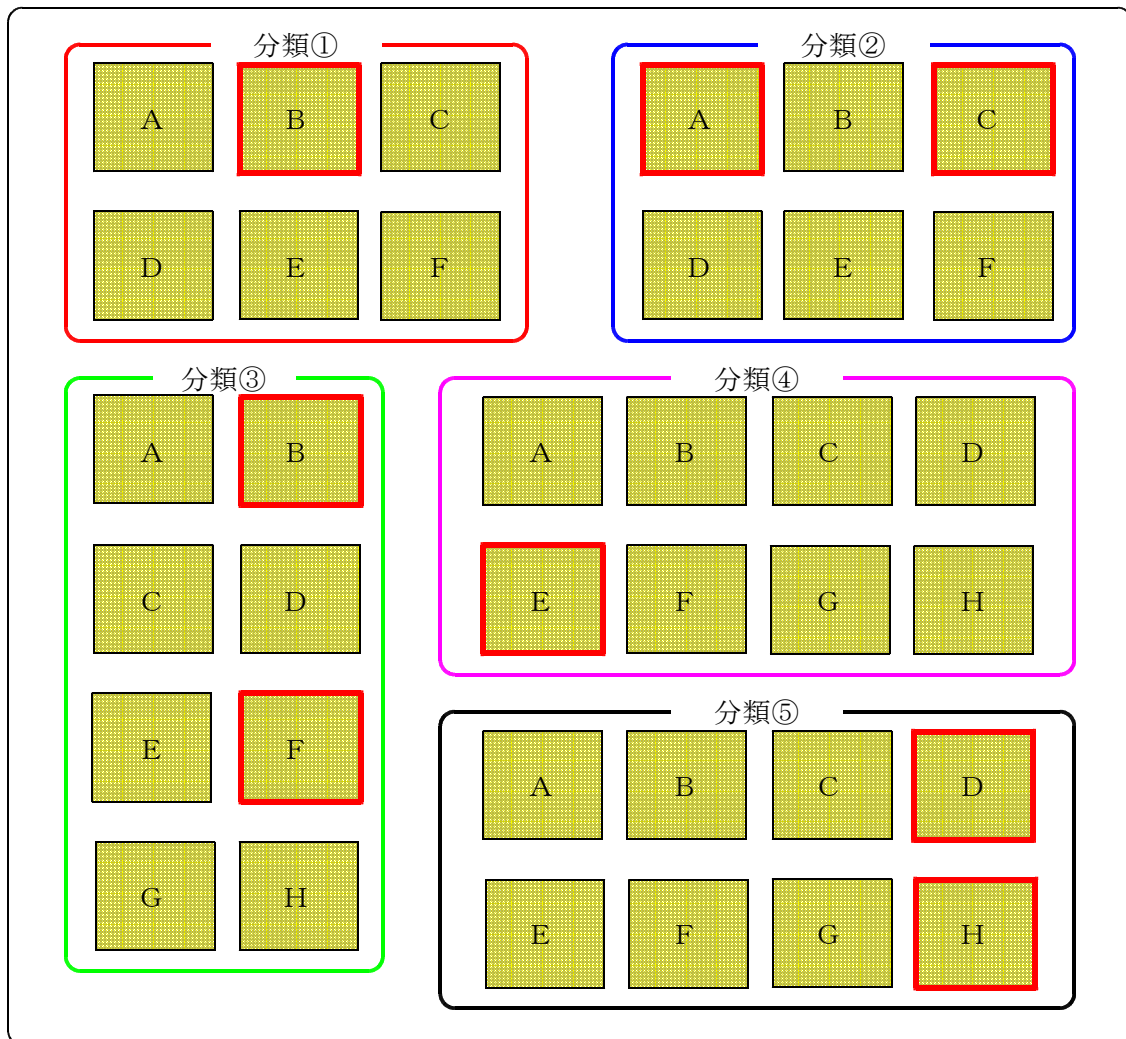 分類①
A B C
D E F
分類②
A B C
D E F
分類③
A B
C D
E F
G H
分類④
A B C D
E F G H
分類⑤
A B C D
E F G H